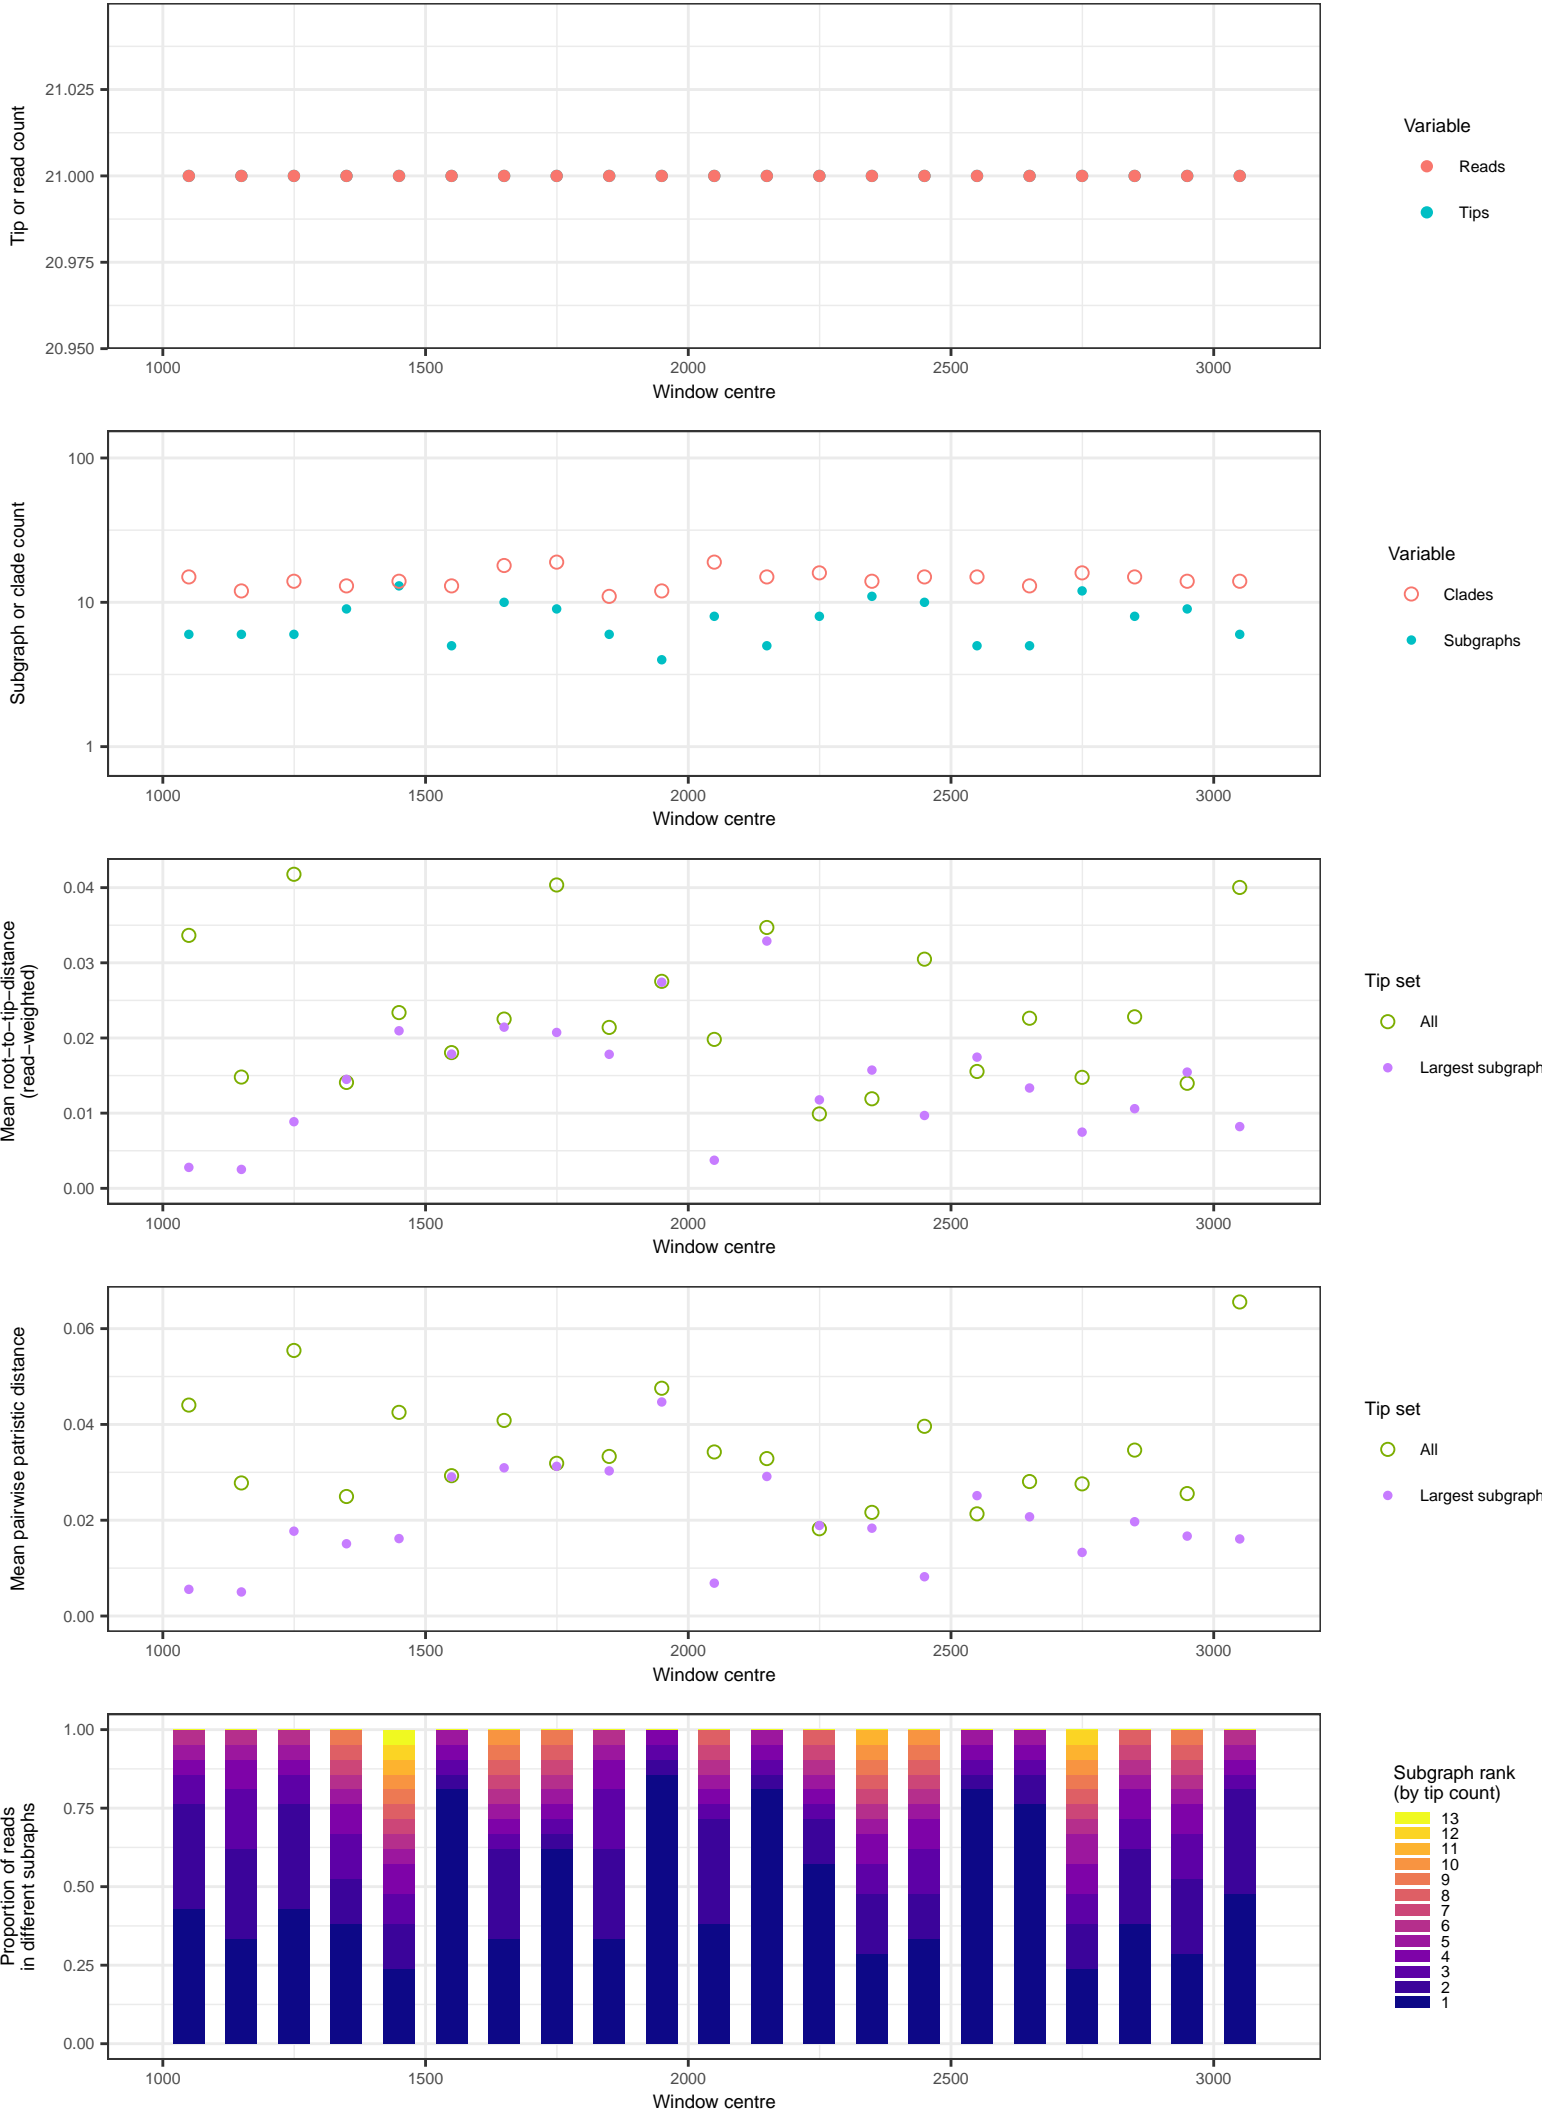 21.025
21.000
20.975
20.950
Tip or read count
1000 1500 2000 2500 3000
Window centre
Variable
Reads
Tips
100
10
1
Subgraph or clade count
1000 1500 2000 2500 3000
Window centre
Variable
Clades
Subgraphs
0.04
0.03
0.02
0.01
0.00
Mean root−to−tip−distance
(read−weighted)
1000 1500 2000 2500 3000
Window centre
Tip set
All
Largest subgraph
0.06
0.04
0.02
0.00
Mean pairwise patristic distance
1000 1500 2000 2500 3000
Window centre
Tip set
All
Largest subgraph
1.00
0.75
0.50
0.25
0.00
Proportion of reads
in different subraphs
1000 1500 2000 2500 3000
Window centre
Subgraph rank
(by tip count)
13
12
11
10
9
8
7
6
5
4
3
2
1